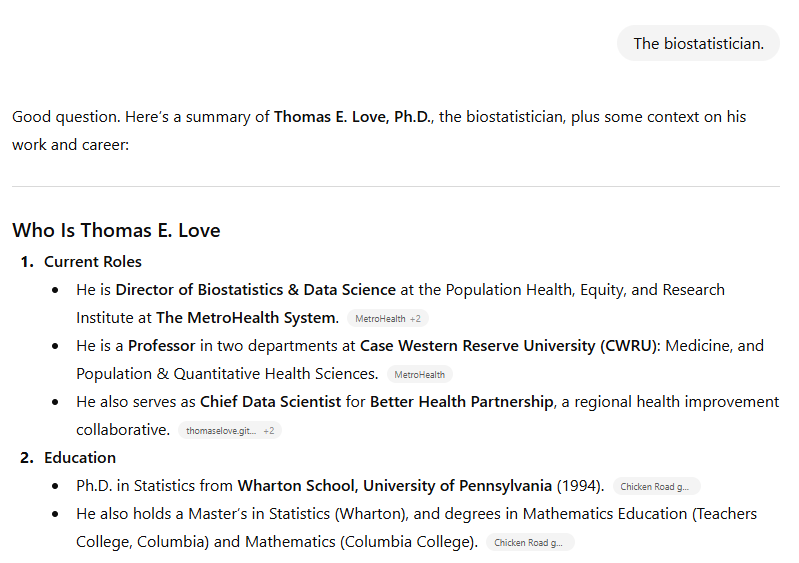 The biostatistician.
Good question. Here's a summary of Thomas E. Love, Ph.D., the biostatistician, plus some context on his
work and career:
Who Is Thomas E. Love
1. Current Roles
• He is Director of Biostatistics & Data Science at the Population Health, Equity, and Research
Institute at The MetroHealth System. MetroHealth +2
• He is a Professor in two departments at Case Western Reserve University (CWRU): Medicine, and
Population & Quantitative Health Sciences. MetroHealth
• He also serves as Chief Data Scientist for Better Health Partnership, a regional health improvement
collaborative. thomaselove.git... +2
2. Education
• Ph.D. in Statistics from Wharton School, University of Pennsylvania (1994). Chicken Road g...
• He also holds a Master's in Statistics (Wharton), and degrees in Mathematics Education (Teachers
College, Columbia) and Mathematics (Columbia College). Chicken Road g...